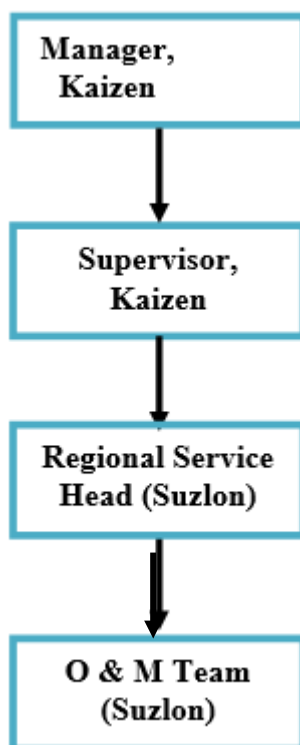 Manager,
Kaizen
Supervisor,
Kaizen
Regional Service
Head (Suzlon)
O & M Team
(Suzlon)